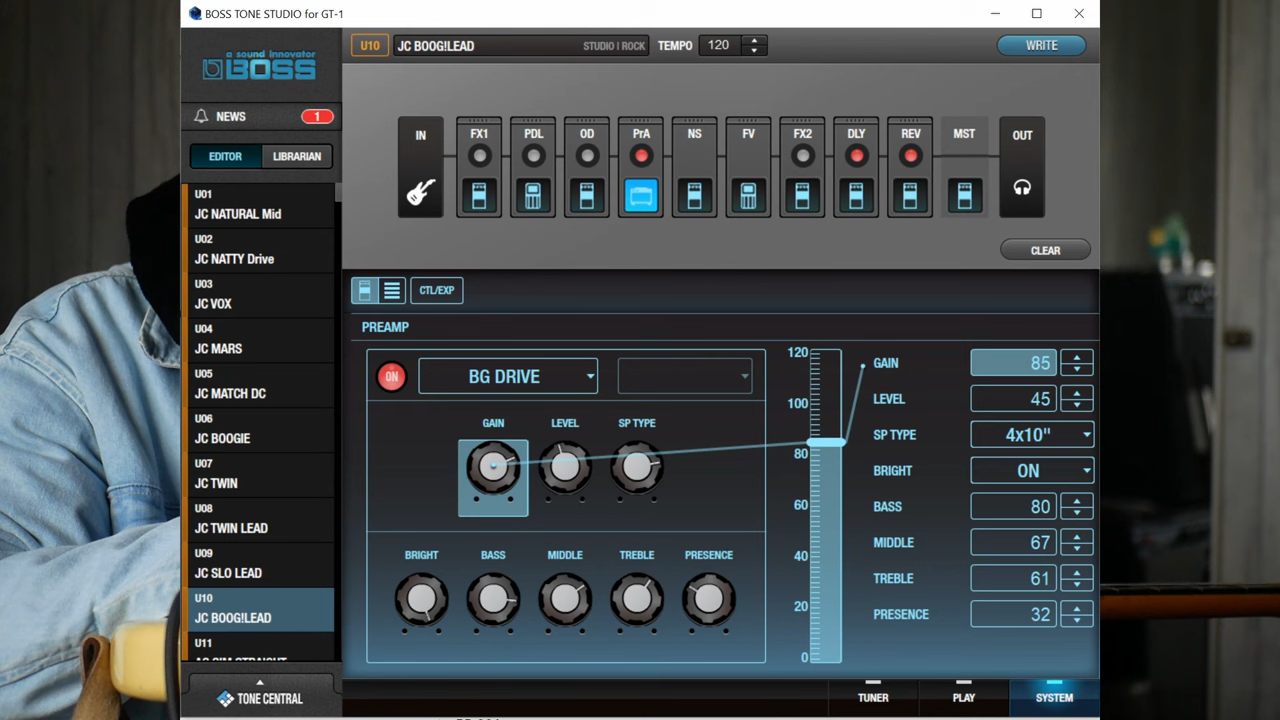 BOSS TONE STUDIO for GT-1
a sound innovator
BOSS
NEWS
1
EDITOR
LIBRARIAN
U01
JC NATURAL Mid
U02
JC NATTY Drive
U03
JC VOX
U04
JC MARS
U05
JC MATCH DC
U06
JC BOOGIE
U07
JC TWIN
U08
JC TWIN LEAD
U09
JC SLO LEAD
U10
JC BOOG!LEAD
U11
TONE CENTRAL
U10
JC BOOG!LEAD
STUDIO | ROCK
TEMPO
120
WRITE
IN
FX1
PDL
OD
PrA
NS
FV
FX2
DLY
REV
MST
OUT
CLEAR
CTL/EXP
PREAMP
ON
BG DRIVE
GAIN
LEVEL
SP TYPE
BRIGHT
BASS
MIDDLE
TREBLE
PRESENCE
120
100
80
60
40
20
0
GAIN 85
LEVEL 45
SP TYPE 4x10"
BRIGHT ON
BASS 80
MIDDLE 67
TREBLE 61
PRESENCE 32
TUNER
PLAY
SYSTEM